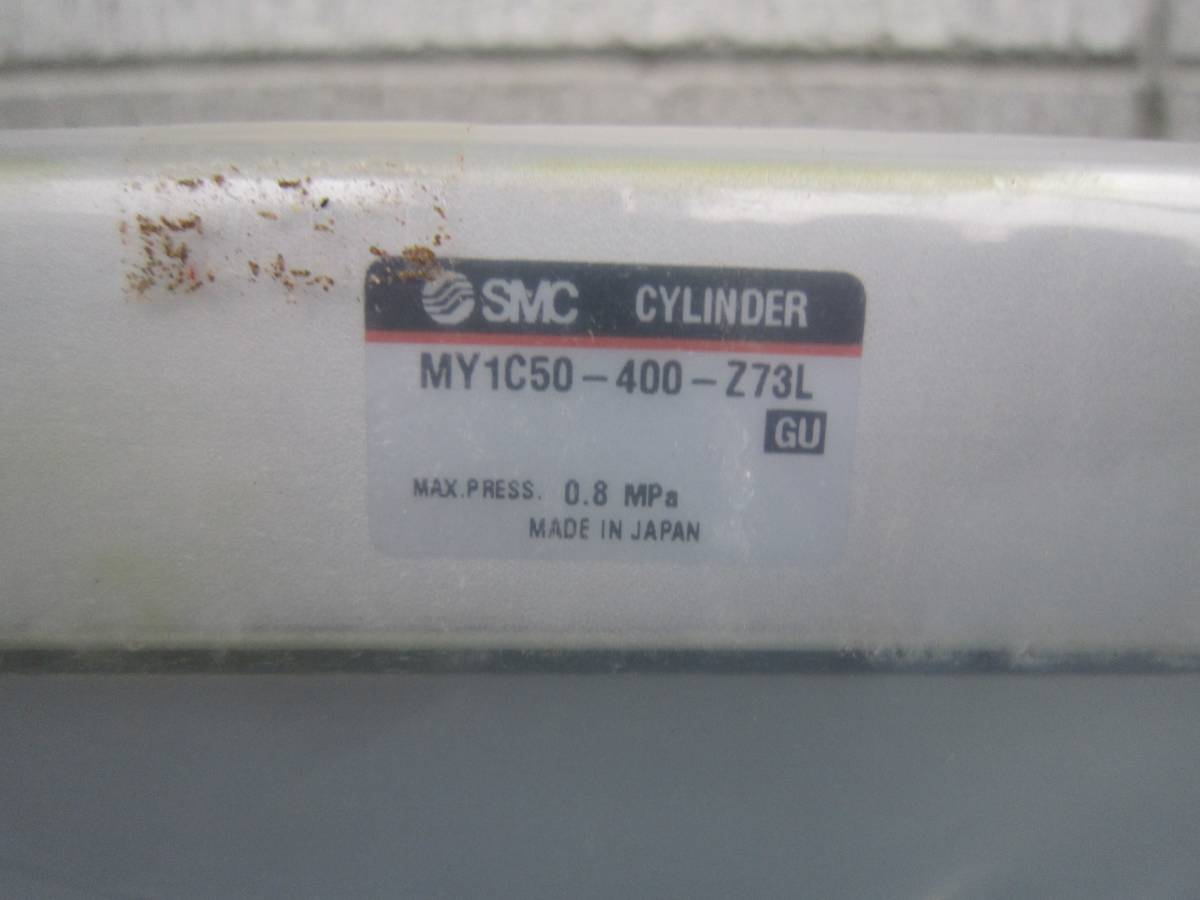 SMC CYLINDER
MY1C50-400-Z73L
GU
MAX.PRESS. 0.8 MPa
MADE IN JAPAN